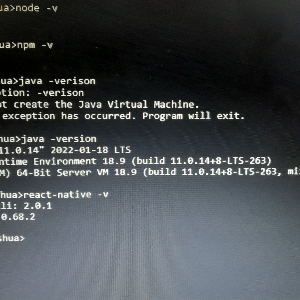 ua>node -v
ua>npm -v
ua>java -verison
ption: -verison
ot create the Java Virtual Machine.
exception has occurred. Program will exit.
hua>java -version
11.0.14" 2022-01-18 LTS
ntime Environment 18.9 (build 11.0.14+8-LTS-263)
M) 64-Bit Server VM 18.9 (build 11.0.14+8-LTS-263, mi
hua>react-native -v
li: 2.0.1
0.68.2
shua>